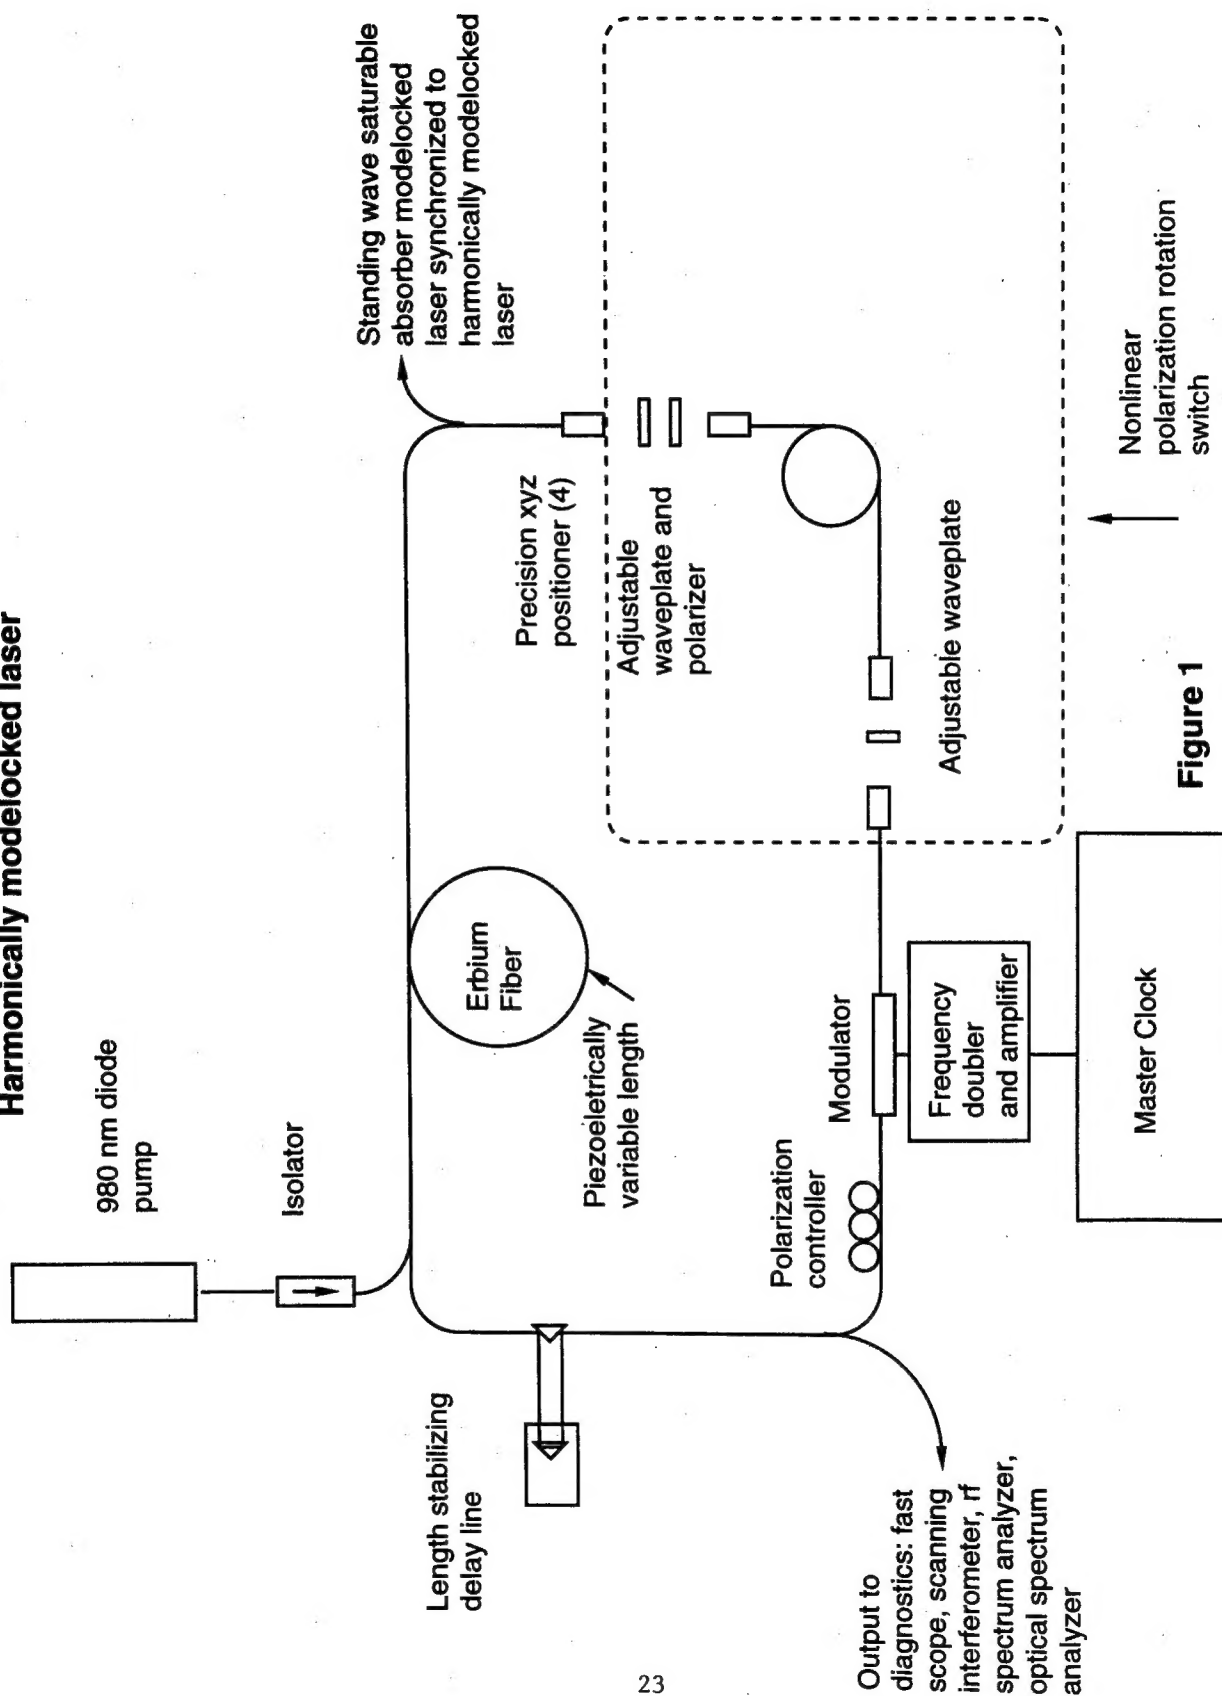 Harmonically modelocked laser
980 nm diode
pump
Isolator
Standing wave saturable
absorber modelocked
laser synchronized to
harmonically modelocked
laser
Length stabilizing
delay line
Erbium
Fiber
Piezoeletrically
variable length
Precision xyz
positioner (4)
Adjustable
waveplate and
polarizer
Polarization
controller
Modulator
Frequency
doubler
and amplifier
Master Clock
Adjustable waveplate
Nonlinear
polarization rotation
switch
Output to
diagnostics: fast
scope, scanning
interferometer, rf
spectrum analyzer,
optical spectrum
analyzer
Figure 1
23